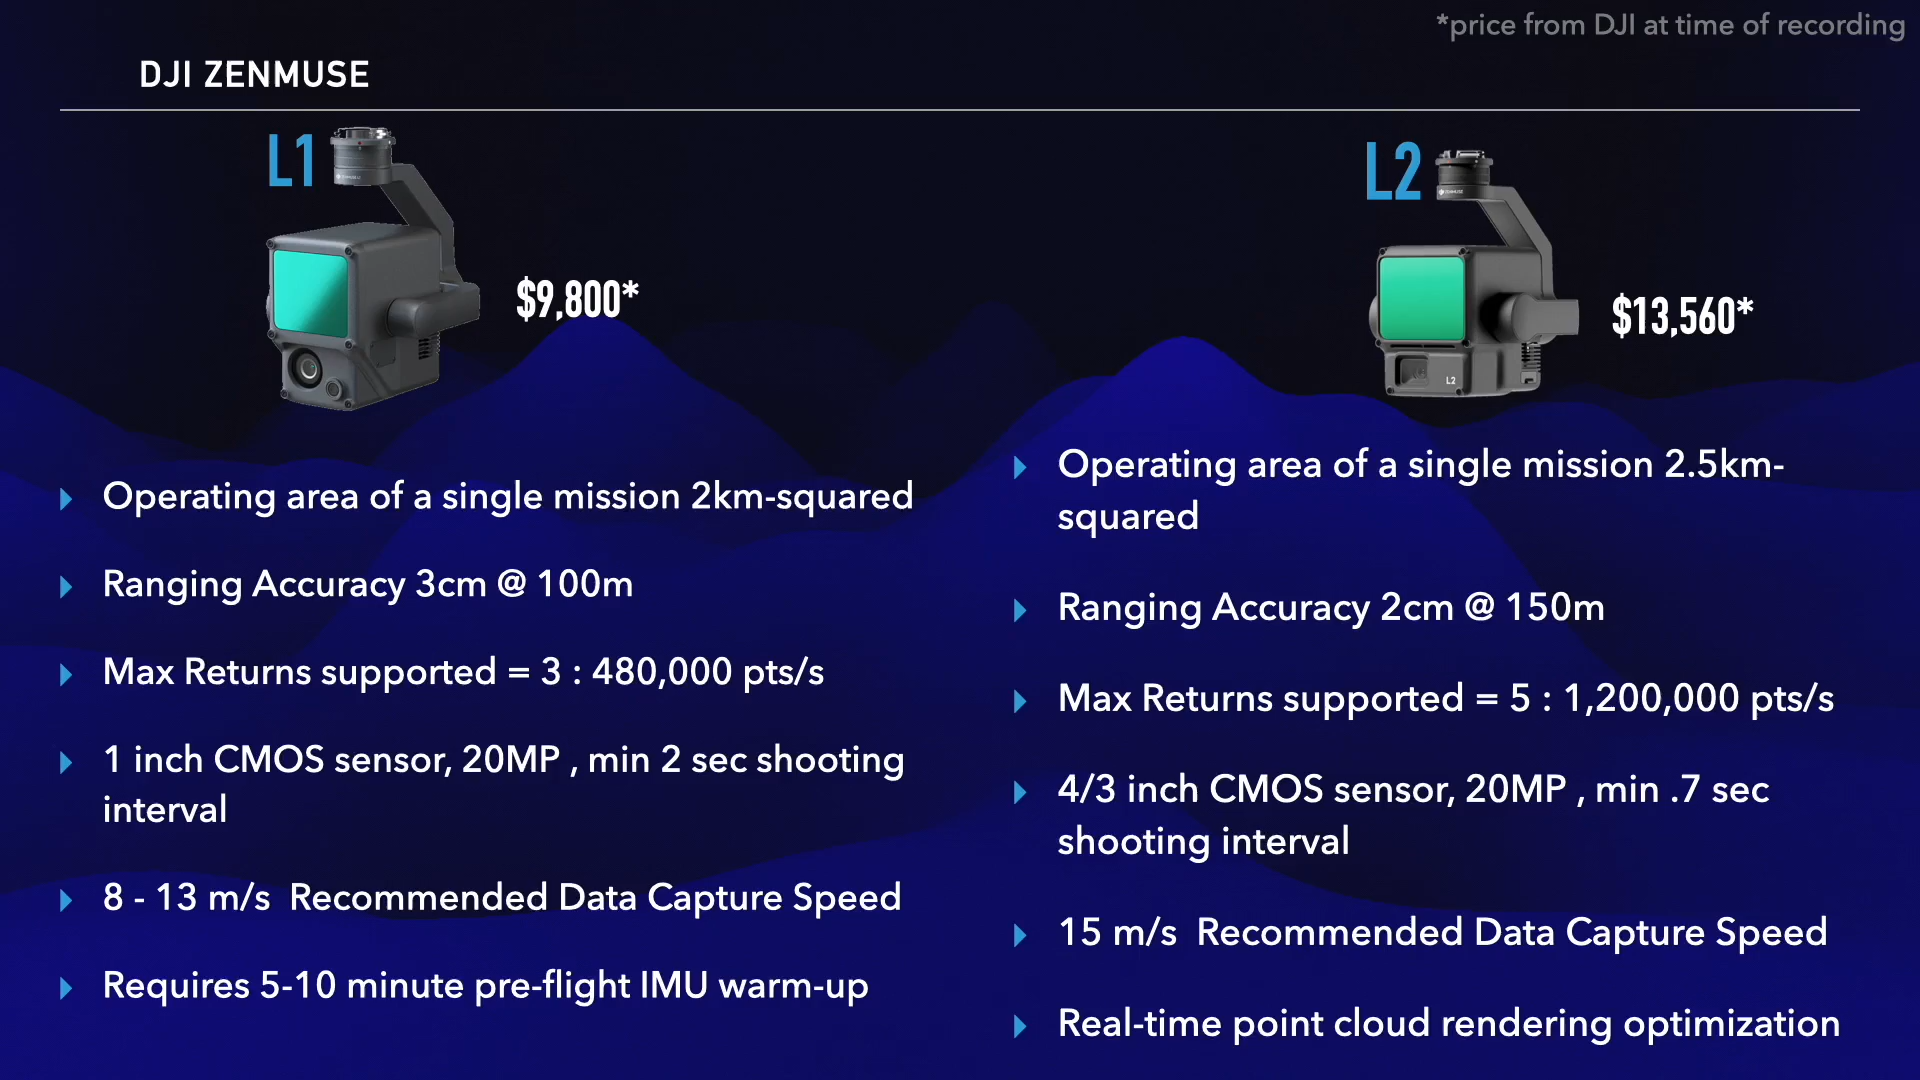 *price from DJI at time of recording
DJI ZENMUSE
L1
$9,800*
Operating area of a single mission 2km-squared
Ranging Accuracy 3cm @ 100m
Max Returns supported = 3 : 480,000 pts/s
1 inch CMOS sensor, 20MP , min 2 sec shooting
interval
8 - 13 m/s  Recommended Data Capture Speed
Requires 5-10 minute pre-flight IMU warm-up
L2
ZENMUSE
$13,560*
L2
Operating area of a single mission 2.5km-
squared
Ranging Accuracy 2cm @ 150m
Max Returns supported = 5 : 1,200,000 pts/s
4/3 inch CMOS sensor, 20MP , min .7 sec
shooting interval
15 m/s  Recommended Data Capture Speed
Real-time point cloud rendering optimization